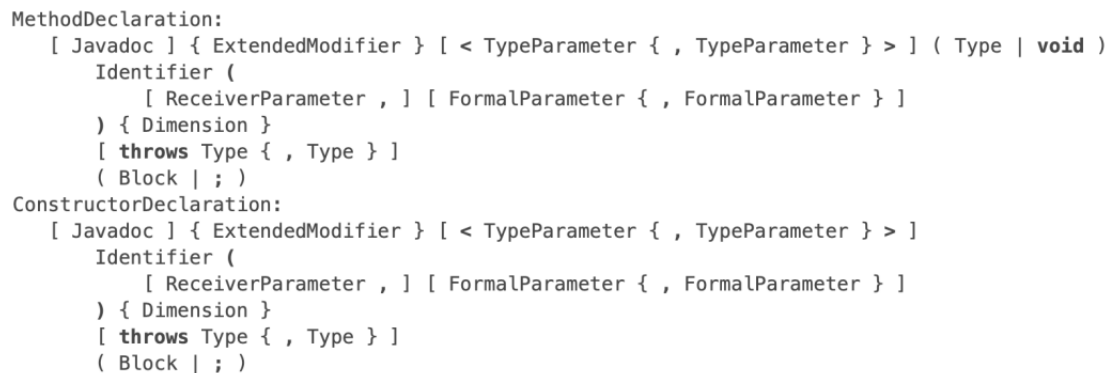 MethodDeclaration:
[ Javadoc ] { ExtendedModifier } [ < TypeParameter { , TypeParameter } > ] ( Type | void )
Identifier (
[ ReceiverParameter , ] [ FormalParameter { , FormalParameter } ]
) { Dimension }
[ throws Type { , Type } ]
( Block | ; )
ConstructorDeclaration:
[ Javadoc ] { ExtendedModifier } [ < TypeParameter { , TypeParameter } > ]
Identifier (
[ ReceiverParameter , ] [ FormalParameter { , FormalParameter } ]
) { Dimension }
[ throws Type { , Type } ]
( Block | ; )